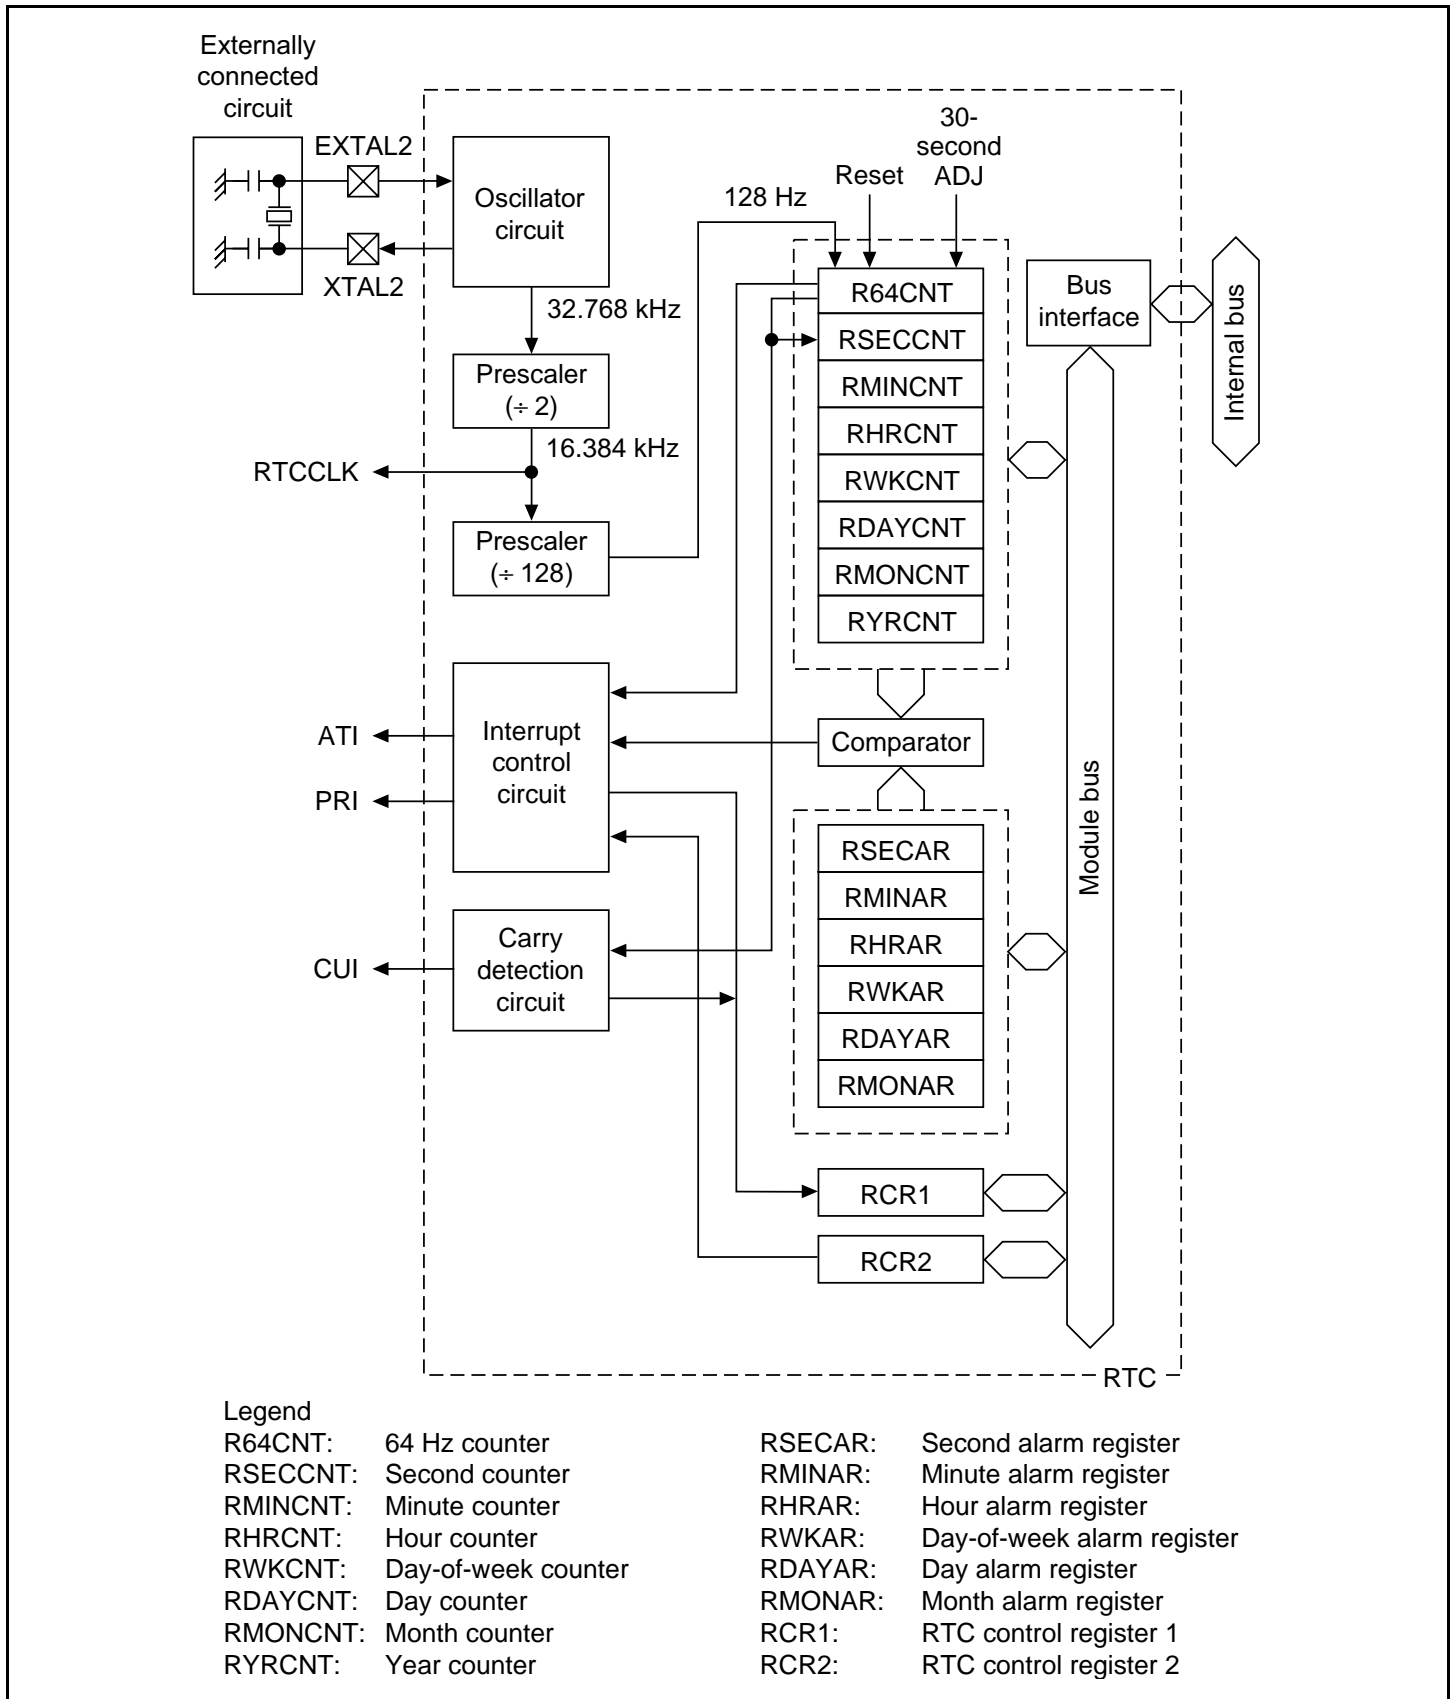 Externally
connected
circuit
EXTAL2
XTAL2
Oscillator
circuit
32.768 kHz
Prescaler
(÷ 2)
16.384 kHz
RTCCLK
Prescaler
(÷ 128)
128 Hz
Reset
30-
second
ADJ
R64CNT
RSECCNT
RMINCNT
RHRCNT
RWKCNT
RDAYCNT
RMONCNT
RYRCNT
Bus
interface
Internal bus
Module bus
ATI
PRI
Interrupt
control
circuit
Comparator
CUI
Carry
detection
circuit
RSECAR
RMINAR
RHRAR
RWKAR
RDAYAR
RMONAR
RCR1
RCR2
RTC
Legend
R64CNT: 64 Hz counter
RSECCNT: Second counter
RMINCNT: Minute counter
RHRCNT: Hour counter
RWKCNT: Day-of-week counter
RDAYCNT: Day counter
RMONCNT: Month counter
RYRCNT: Year counter
RSECAR: Second alarm register
RMINAR: Minute alarm register
RHRAR: Hour alarm register
RWKAR: Day-of-week alarm register
RDAYAR: Day alarm register
RMONAR: Month alarm register
RCR1: RTC control register 1
RCR2: RTC control register 2